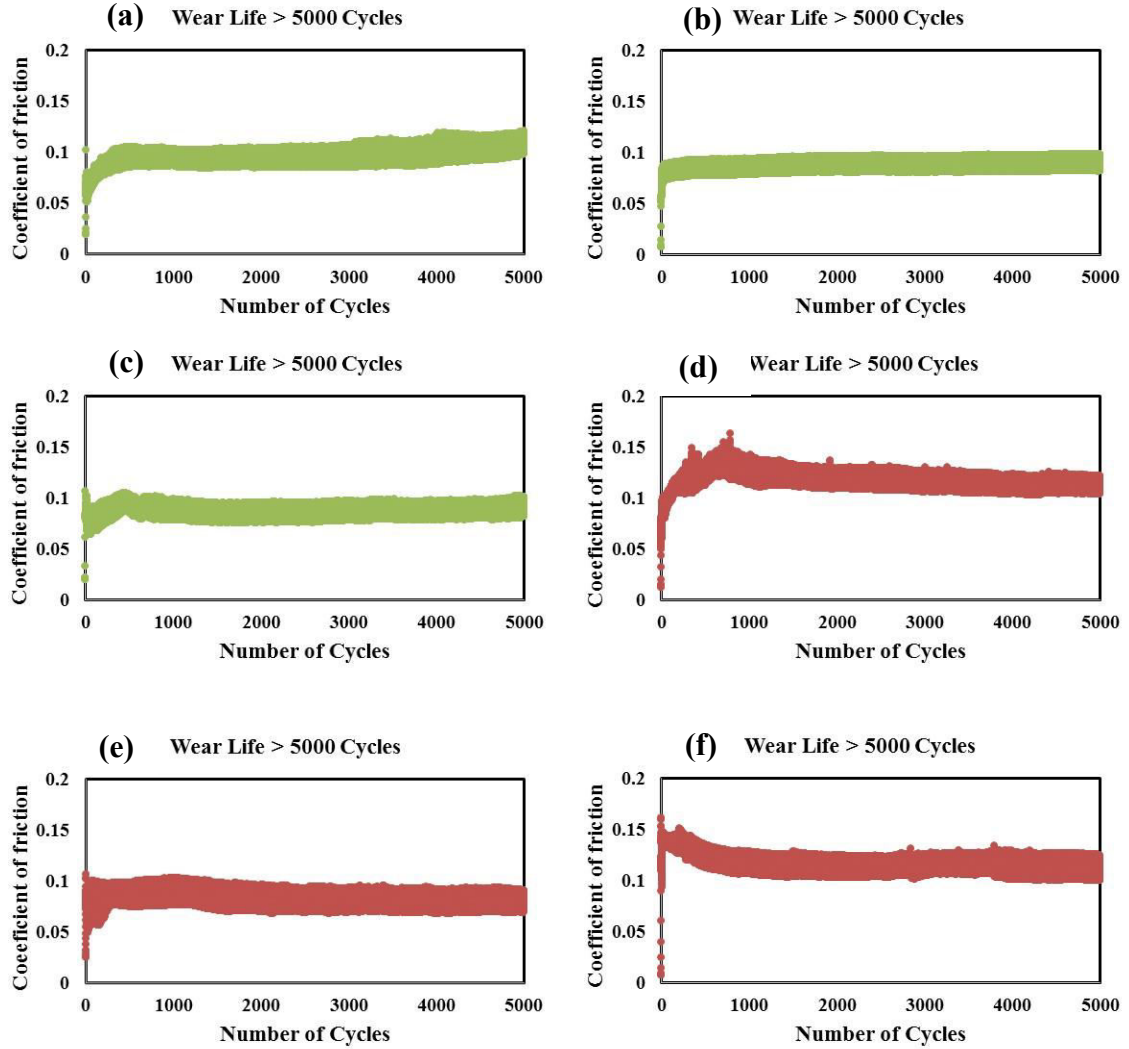 (a) Wear Life > 5000 Cycles
0.2
0.15
0.1
0.05
0
Coefficient of friction
0 1000 2000 3000 4000 5000
Number of Cycles
(b) Wear Life > 5000 Cycles
0.2
0.15
0.1
0.05
0
Coefficient of friction
0 1000 2000 3000 4000 5000
Number of Cycles
(c) Wear Life > 5000 Cycles
0.2
0.15
0.1
0.05
0
Coefficient of friction
0 1000 2000 3000 4000 5000
Number of Cycles
(d) Wear Life > 5000 Cycles
0.2
0.15
0.1
0.05
0
Coeeficient of friction
0 1000 2000 3000 4000 5000
Number of Cycles
(e) Wear Life > 5000 Cycles
0.2
0.15
0.1
0.05
0
Coeeficient of friction
0 1000 2000 3000 4000 5000
Number of Cycles
(f) Wear Life > 5000 Cycles
0.2
0.15
0.1
0.05
0
Coeeficient of friction
0 1000 2000 3000 4000 5000
Number of Cycles